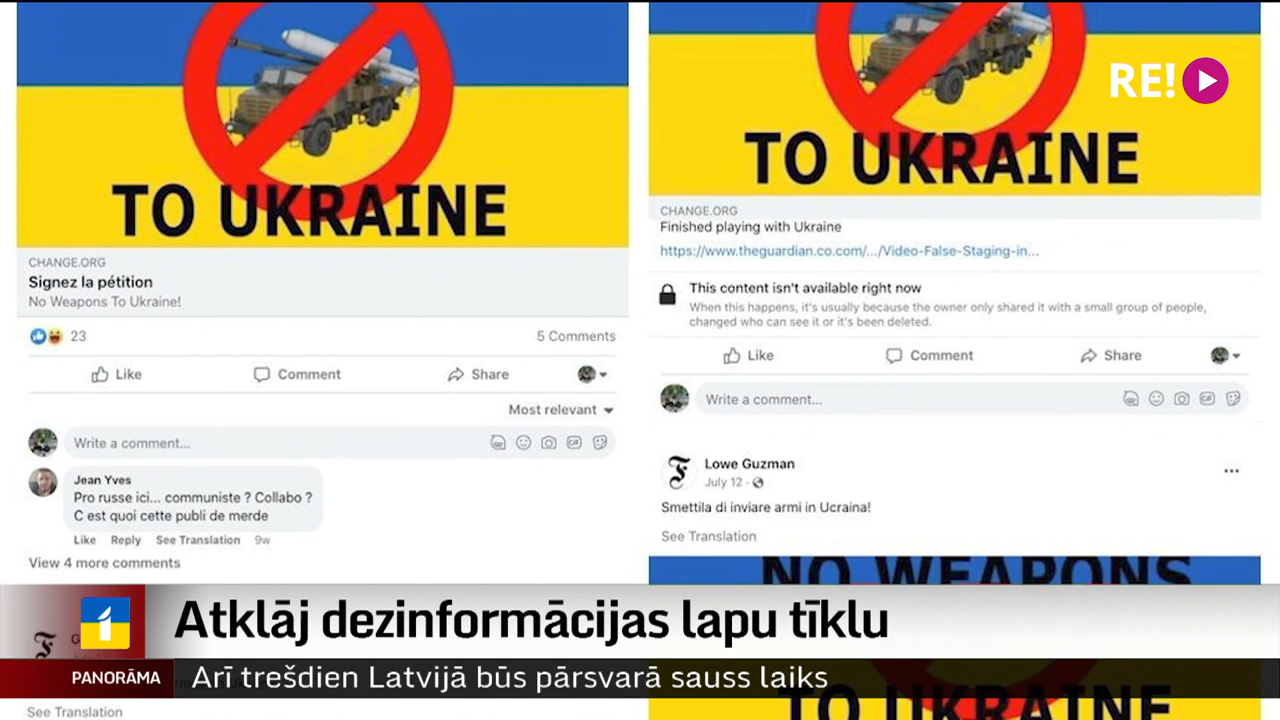 TO UKRAINE
CHANGE.ORG
Signez la pétition
No Weapons To Ukraine!
23
5 Comments
Like
Comment
Share
Most relevant
Write a comment...
Jean Yves
Pro russe ici... communiste ? Collabo ?
C est quoi cette publi de merde
Like Reply See Translation 9w
View 4 more comments
See Translation
RE!
TO UKRAINE
CHANGE.ORG
Finished playing with Ukraine
https://www.theguardian.co.com/.../Video-False-Staging-in...
This content isn't available right now
When this happens, it's usually because the owner only shared it with a small group of people,
changed who can see it or it's been deleted.
Like
Comment
Share
Write a comment...
GIF
Lowe Guzman
July 12 ·
Smettila di inviare armi in Ucraina!
See Translation
NO WEAPONS
TO UKRAINE
1
Atklāj dezinformācijas lapu tīklu
PANORĀMA
Arī trešdien Latvijā būs pārsvarā sauss laiks